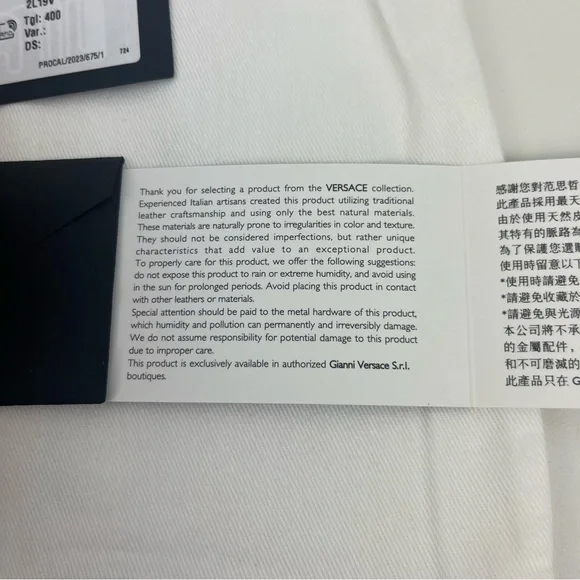 2L19V
Tgl: 400
Var.:
DS:
PROCAL/2023/675/1 724
Thank you for selecting a product from the VERSACE collection.
Experienced Italian artisans created this product utilizing traditional
leather craftsmanship and using only the best natural materials.
These materials are naturally prone to irregularities in color and texture.
They should not be considered imperfections, but rather unique
characteristics that add value to an exceptional product.
To properly care for this product, we offer the following suggestions:
do not expose this product to rain or extreme humidity, and avoid using
in the sun for prolonged periods. Avoid placing this product in contact
with other leathers or materials.
Special attention should be paid to the metal hardware of this product,
which humidity and pollution can permanently and irreversibly damage.
We do not assume responsibility for potential damage to this product
due to improper care.
This product is exclusively available in authorized Gianni Versace S.r.l.
boutiques.
感謝您對范思哲
此產品採用最天
由於使用天然皮
其特有的脈路為
為了保護您選購
使用時留意以下
*使用時請避免
*請避免收藏於
*請避免與光源
本公司將不承
的金屬配件，
和不可磨滅的
此產品只在 G